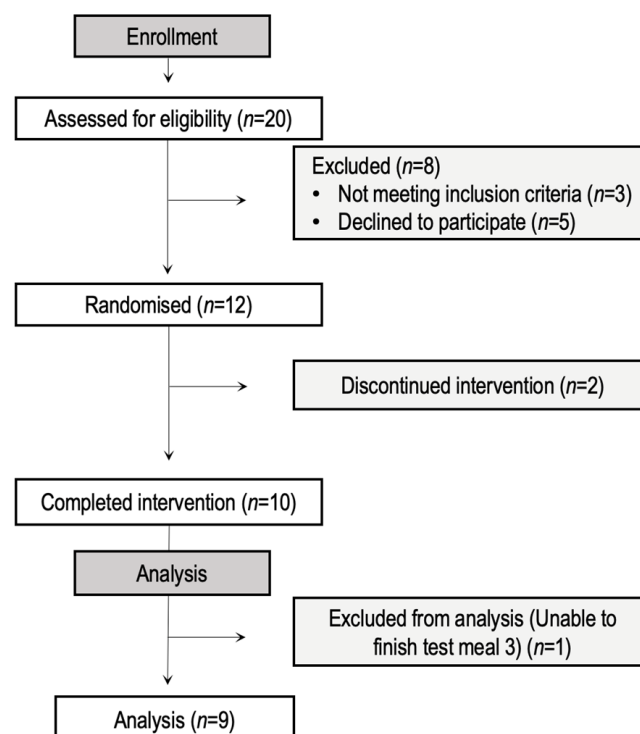 Enrollment
Assessed for eligibility (n=20)
Excluded (n=8)
• Not meeting inclusion criteria (n=3)
• Declined to participate (n=5)
Randomised (n=12)
Discontinued intervention (n=2)
Completed intervention (n=10)
Analysis
Excluded from analysis (Unable to
finish test meal 3) (n=1)
Analysis (n=9)